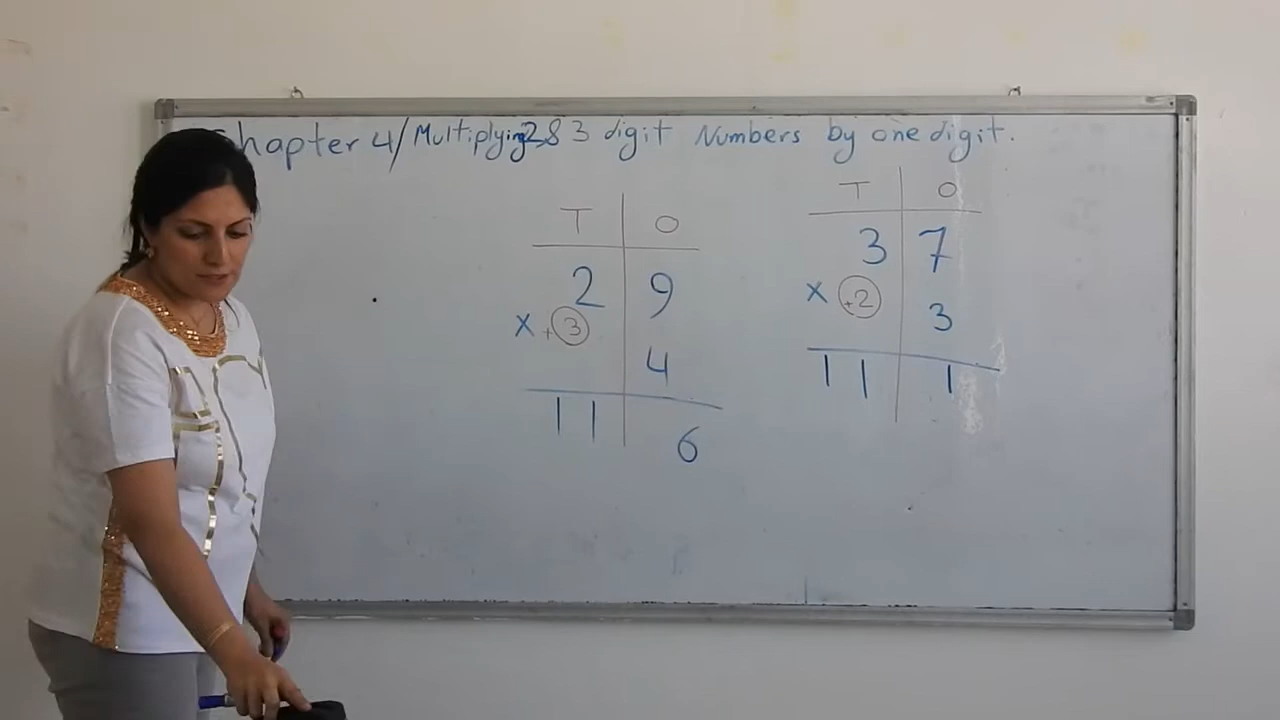 Chapter 4/ Multiplying 2&3 digit Numbers by one digit.
T O
2 9
x +3
4
11 6
T O
3 7
x +2 3
11 1